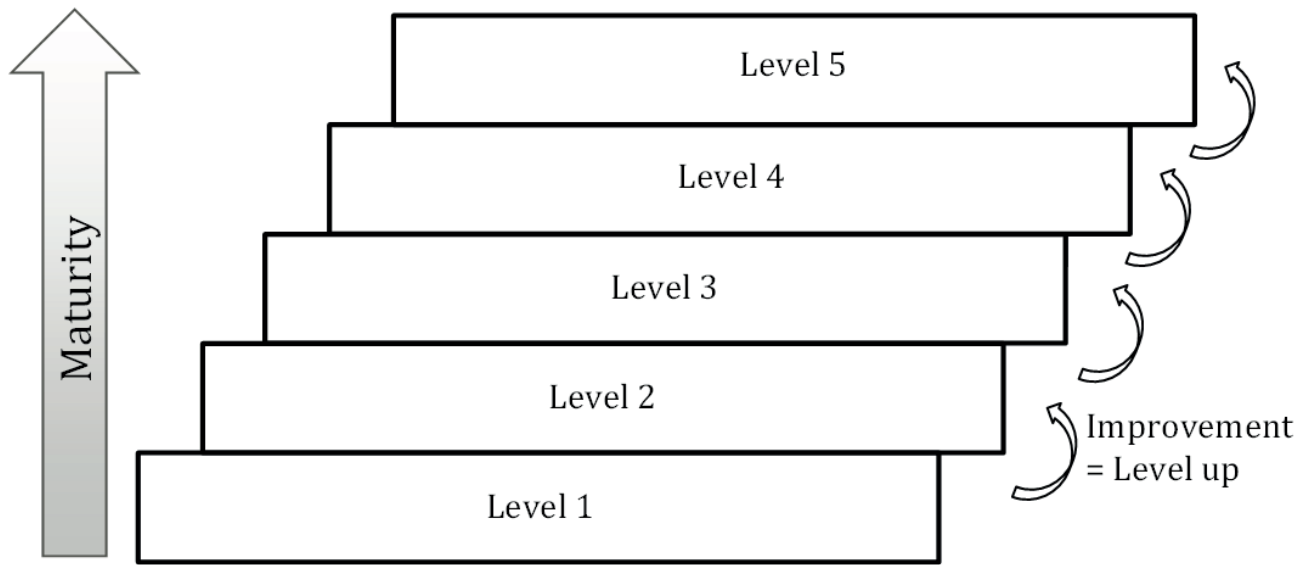 Level 5
Level 4
Level 3
Level 2
Level 1
Maturity
Improvement
= Level up